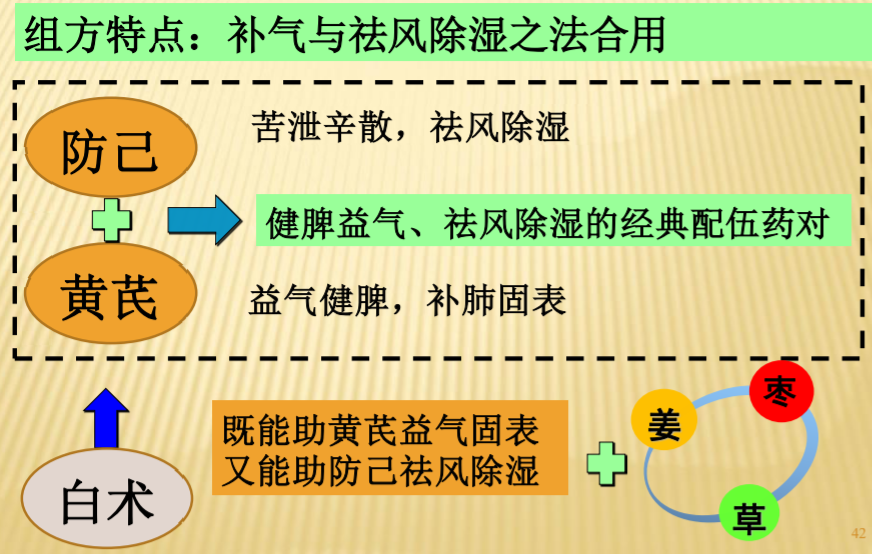 组方特点：补气与祛风除湿之法合用
防己
苦泄辛散，祛风除湿
健脾益气、祛风除湿的经典配伍药对
黄芪
益气健脾，补肺固表
白术
既能助黄芪益气固表
又能助防己祛风除湿
姜
枣
草
42